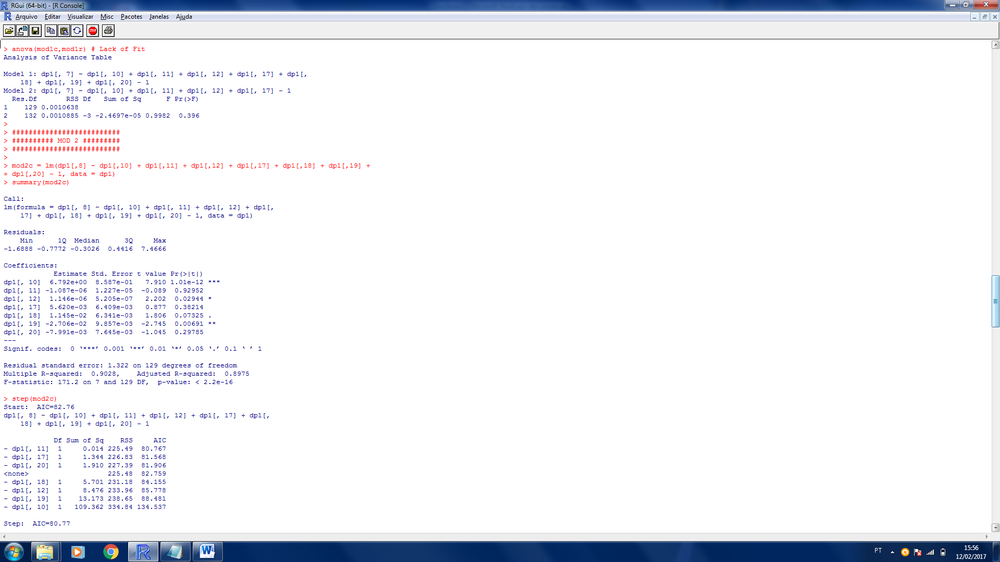 RGui (64-bit) - [R Console]
Arquivo Editar Visualizar Misc Pacotes Janelas Ajuda
STOP
> anova(mod1c,mod1r) # Lack of Fit
Analysis of Variance Table
Model 1: dp1[, 7] ~ dp1[, 10] + dp1[, 11] + dp1[, 12] + dp1[, 17] + dp1[,
    18] + dp1[, 19] + dp1[, 20] - 1
Model 2: dp1[, 7] ~ dp1[, 10] + dp1[, 11] + dp1[, 12] + dp1[, 17] - 1
  Res.Df       RSS Df   Sum of Sq      F Pr(>F)
1    129 0.0010638
2    132 0.0010885 -3 -2.4697e-05 0.9982  0.396
>
> ##########################
> ########## MOD 2 #########
> ##########################
>
> mod2c = lm(dp1[,8] ~ dp1[,10] + dp1[,11] + dp1[,12] + dp1[,17] + dp1[,18] + dp1[,19] +
+ dp1[,20] - 1, data = dp1)
> summary(mod2c)
Call:
lm(formula = dp1[, 8] ~ dp1[, 10] + dp1[, 11] + dp1[, 12] + dp1[,
    17] + dp1[, 18] + dp1[, 19] + dp1[, 20] - 1, data = dp1)
Residuals:
    Min      1Q  Median      3Q     Max
-1.6888 -0.7772 -0.3026  0.4416  7.4666
Coefficients:
            Estimate Std. Error t value Pr(>|t|)
dp1[, 10]  6.792e+00  8.587e-01   7.910 1.01e-12 ***
dp1[, 11] -1.087e-06  1.227e-05  -0.089  0.92952
dp1[, 12]  1.146e-06  5.205e-07   2.202  0.02944 *
dp1[, 17]  5.620e-03  6.409e-03   0.877  0.38214
dp1[, 18]  1.145e-02  6.341e-03   1.806  0.07325 .
dp1[, 19] -2.706e-02  9.857e-03  -2.745  0.00691 **
dp1[, 20] -7.991e-03  7.645e-03  -1.045  0.29785
---
Signif. codes:  0 ‘***’ 0.001 ‘**’ 0.01 ‘*’ 0.05 ‘.’ 0.1 ‘ ’ 1
Residual standard error: 1.322 on 129 degrees of freedom
Multiple R-squared:  0.9028,    Adjusted R-squared:  0.8975
F-statistic: 171.2 on 7 and 129 DF,  p-value: < 2.2e-16
> step(mod2c)
Start:  AIC=82.76
dp1[, 8] ~ dp1[, 10] + dp1[, 11] + dp1[, 12] + dp1[, 17] + dp1[,
    18] + dp1[, 19] + dp1[, 20] - 1
            Df Sum of Sq    RSS     AIC
- dp1[, 11]  1     0.014 225.49  80.767
- dp1[, 17]  1     1.344 226.83  81.568
- dp1[, 20]  1     1.910 227.39  81.906
<none>                   225.48  82.759
- dp1[, 18]  1     5.701 231.18  84.155
- dp1[, 12]  1     8.476 233.96  85.778
- dp1[, 19]  1    13.173 238.65  88.481
- dp1[, 10]  1   109.362 334.84 134.537
Step:  AIC=80.77
PT
15:56
12/02/2017